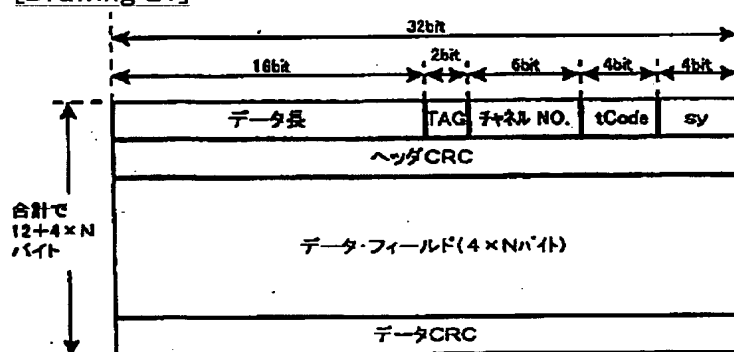 32bit
16bit 2bit 6bit 4bit 4bit
データ長 TAG チャネル NO. tCode sy
ヘッダCRC
合計で
12+4×N
バイト
データ・フィールド(4×Nバイト)
データCRC